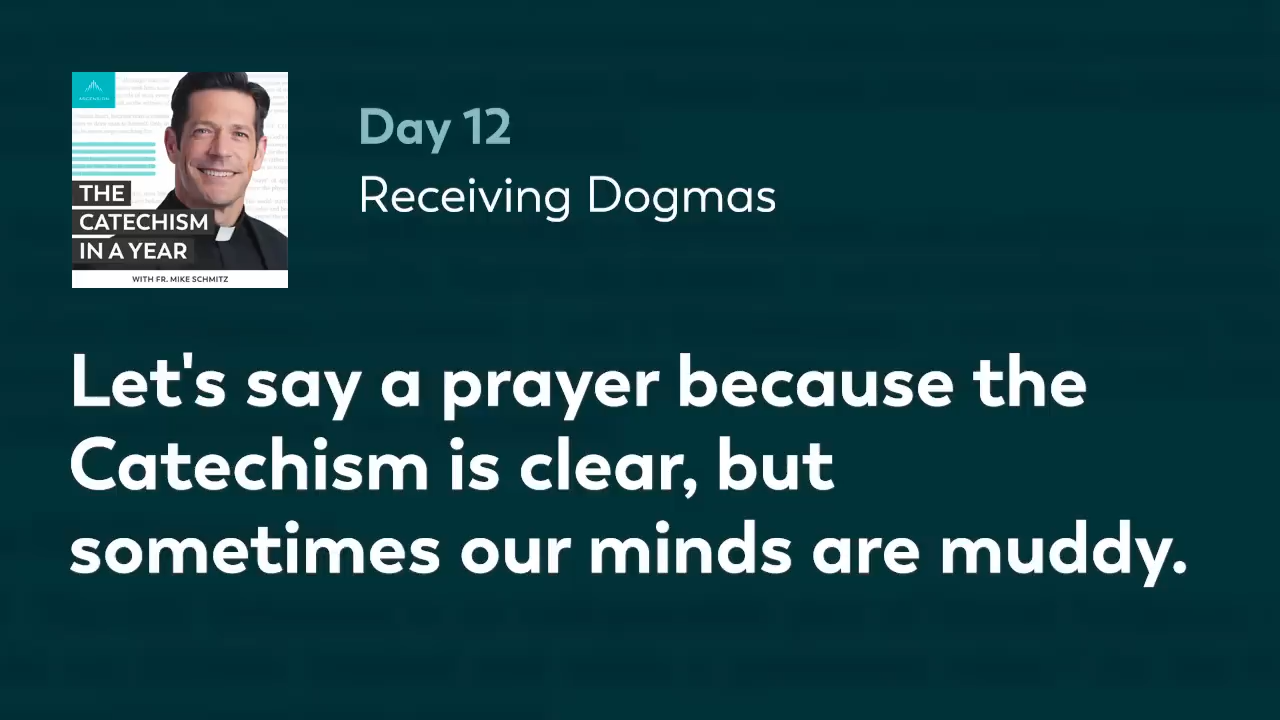 Day 12
Receiving Dogmas
THE
CATECHISM
IN A YEAR
WITH FR. MIKE SCHMITZ
Let's say a prayer because the
Catechism is clear, but
sometimes our minds are muddy.